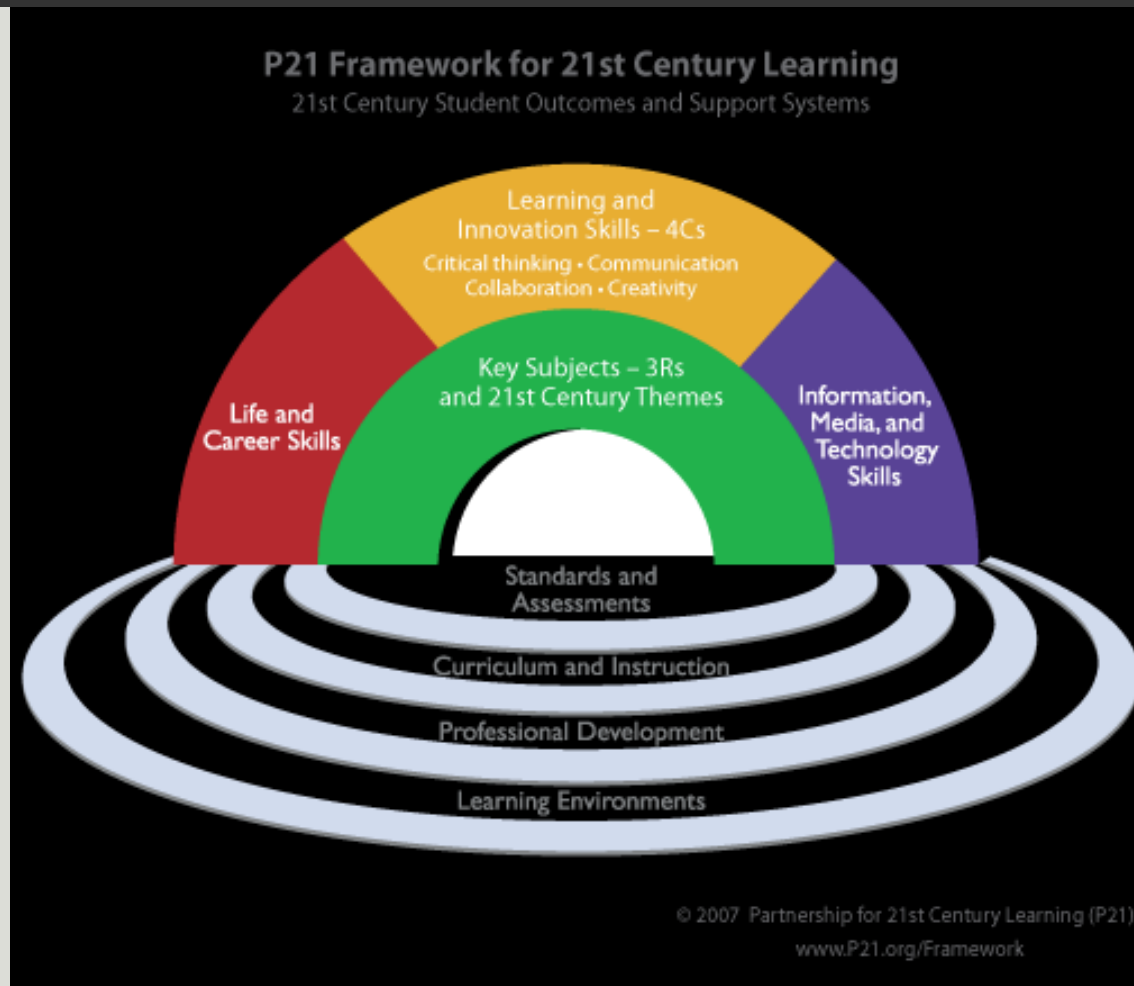 P21 Framework for 21st Century Learning
21st Century Student Outcomes and Support Systems
Learning and
Innovation Skills – 4Cs
Critical thinking • Communication
Collaboration • Creativity
Key Subjects – 3Rs
and 21st Century Themes
Life and
Career Skills
Information,
Media, and
Technology
Skills
Standards and
Assessments
Curriculum and Instruction
Professional Development
Learning Environments
© 2007 Partnership for 21st Century Learning (P21)
www.P21.org/Framework